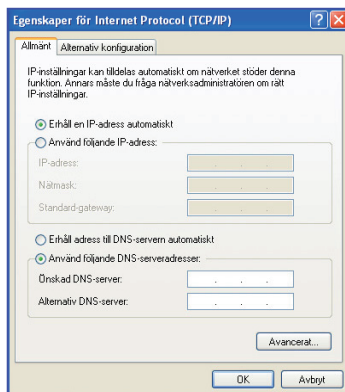 Egenskaper för Internet Protocol (TCP/IP)
Allmänt
Alternativ konfiguration
IP-inställningar kan tilldelas automatiskt om nätverket stöder denna
funktion. Annars måste du fråga nätverksadministratören om rätt
IP-inställningar.
Erhåll en IP-adress automatiskt
Använd följande IP-adress:
IP-adress:
Nätmask:
Standard-gateway:
Erhåll adress till DNS-servern automatiskt
Använd följande DNS-serveradresser:
Önskad DNS-server:
Alternativ DNS-server:
Avancerat...
OK
Avbryt